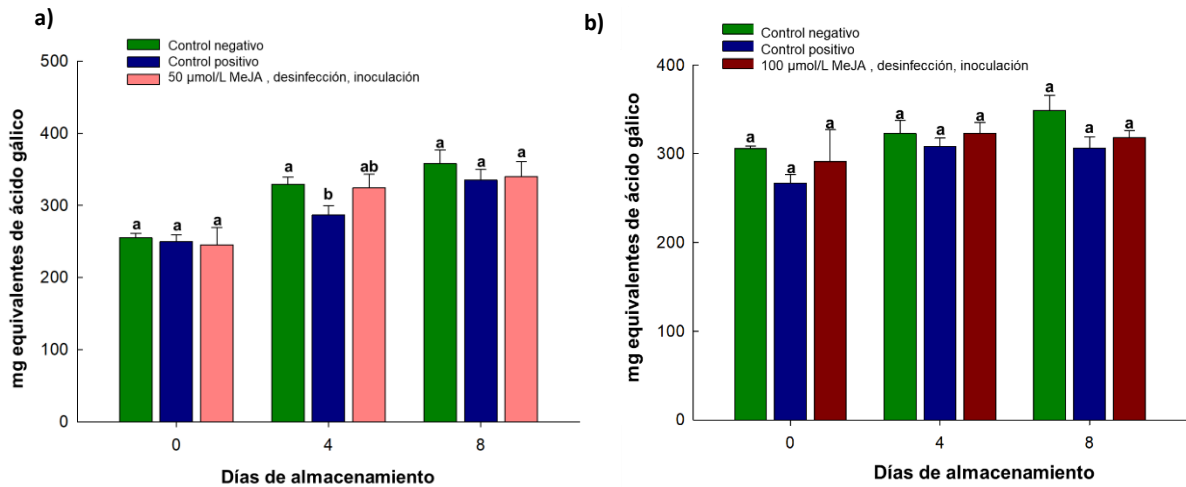 a)
Control negativo
Control positivo
50 µmol/L MeJA , desinfección, inoculación
mg equivalentes de ácido gálico
500
400
300
200
100
0
a a a
a b ab
a a a
0 4 8
Días de almacenamiento
b)
Control negativo
Control positivo
100 µmol/L MeJA , desinfección, inoculación
mg equivalentes de ácido gálico
400
300
200
100
0
a a a
a a a
a a a
0 4 8
Días de almacenamiento